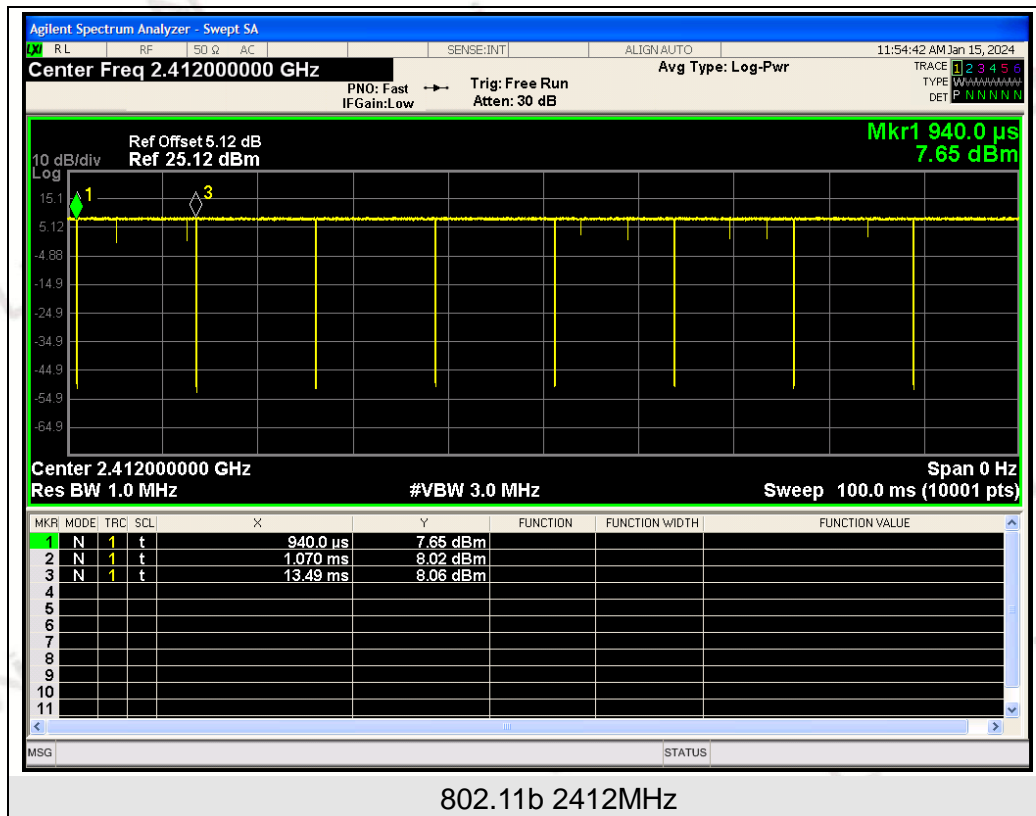 Agilent Spectrum Analyzer - Swept SA
LXI RL RF 50 Ω AC SENSE:INT ALIGN AUTO 11:54:42 AM Jan 15, 2024
Center Freq 2.412000000 GHz
PNO: Fast
IFGain:Low
Trig: Free Run
Atten: 30 dB
Avg Type: Log-Pwr
TRACE 1 2 3 4 5 6
TYPE
DET P N N N N N
Mkr1 940.0 µs
7.65 dBm
10 dB/div
Log
Ref Offset 5.12 dB
Ref 25.12 dBm
1
3
15.1
5.12
-4.88
-14.9
-24.9
-34.9
-44.9
-54.9
-64.9
Center 2.412000000 GHz Span 0 Hz
Res BW 1.0 MHz #VBW 3.0 MHz Sweep 100.0 ms (10001 pts)
MKR MODE TRC SCL X Y FUNCTION FUNCTION WIDTH FUNCTION VALUE
1 N 1 t 940.0 µs 7.65 dBm
2 N 1 t 1.070 ms 8.02 dBm
3 N 1 t 13.49 ms 8.06 dBm
4
5
6
7
8
9
10
11
MSG STATUS
802.11b 2412MHz